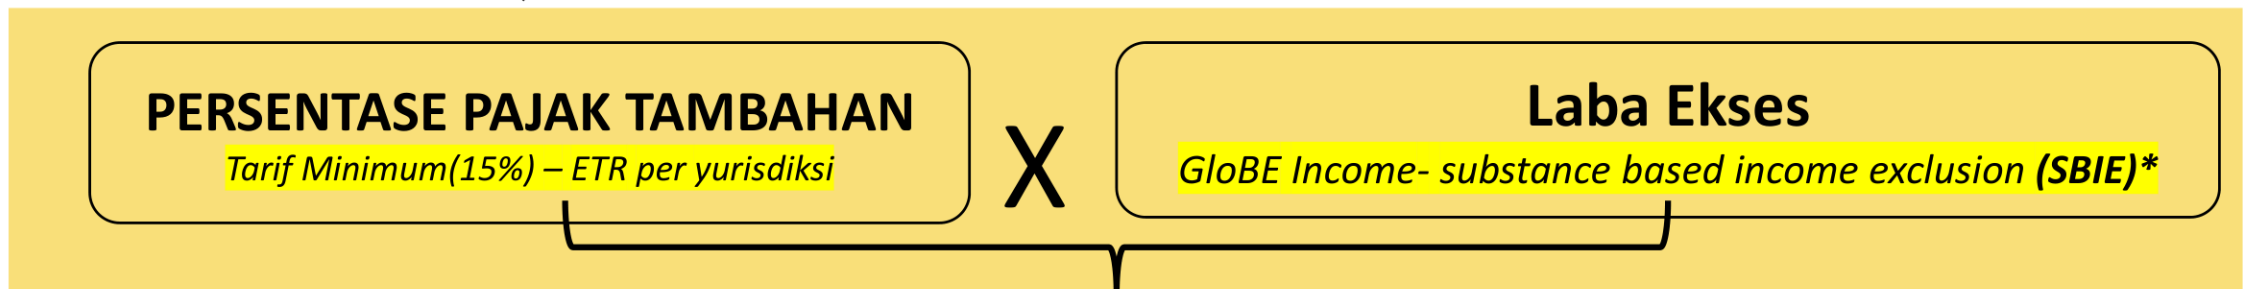 PERSENTASE PAJAK TAMBAHAN
Tarif Minimum(15%) – ETR per yurisdiksi
X
Laba Ekses
GloBE Income- substance based income exclusion (SBIE)*